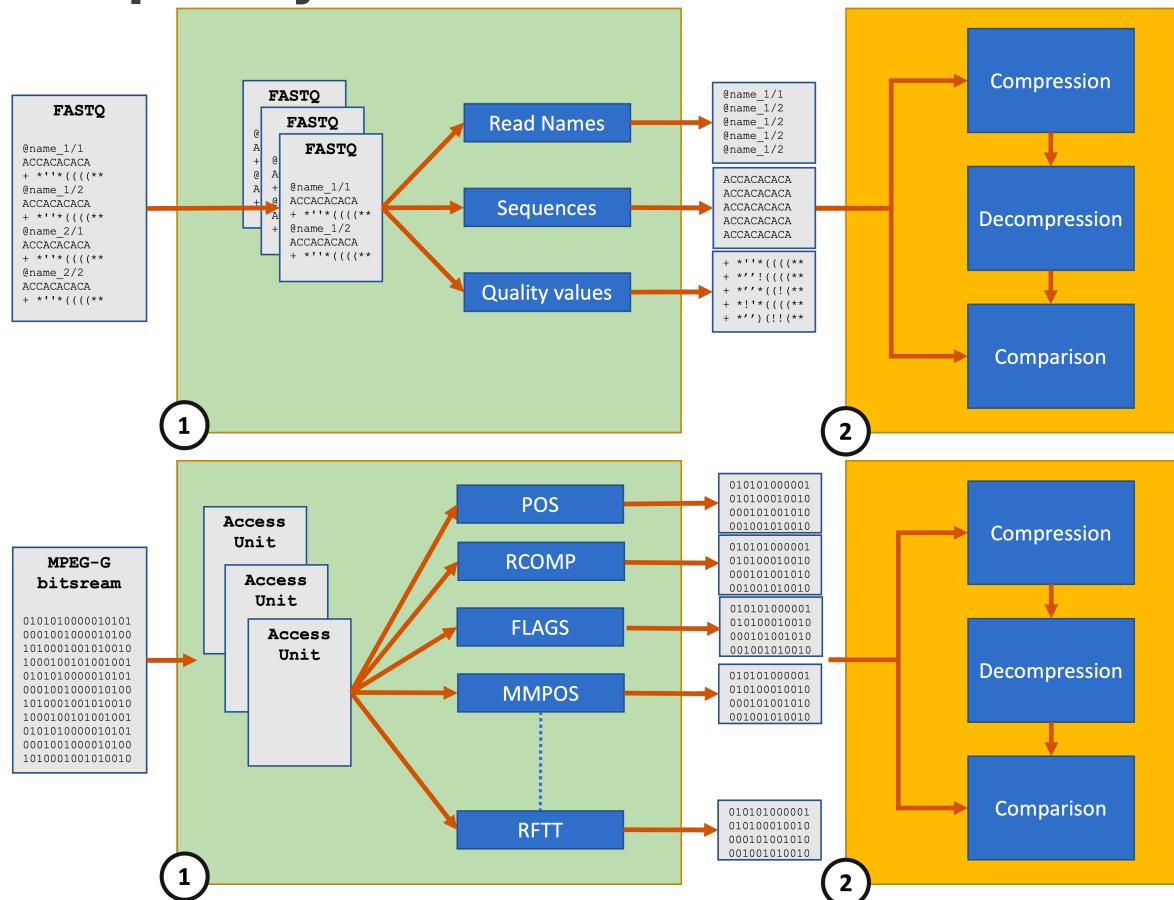 FASTQ
@name_1/1
ACCACACACA
+ *''*((((**
@name_1/2
ACCACACACA
+ *''*((((**
@name_2/1
ACCACACACA
+ *''*((((**
@name_2/2
ACCACACACA
+ *''*((((**
FASTQ
@
A
+
@
A
+
FASTQ
@
A
+
@
A
+
FASTQ
@name_1/1
ACCACACACA
+ *''*((((**
@name_1/2
ACCACACACA
+ *''*((((**
Read Names
Sequences
Quality values
@name_1/1
@name_1/2
@name_1/2
@name_1/2
@name_1/2
ACCACACACA
ACCACACACA
ACCACACACA
ACCACACACA
ACCACACACA
+ *''*((((**
+ *’’!((((**
+ *’’*((!(**
+ *!'*((((**
+ *’’)(!!(**
Compression
Decompression
Comparison
1
2
MPEG-G
bitsream
0101010000010101
0001001000010100
1010001001010010
1000100101001001
0101010000010101
0001001000010100
1010001001010010
1000100101001001
0101010000010101
0001001000010100
1010001001010010
Access
Unit
Access
Unit
Access
Unit
POS
RCOMP
FLAGS
MMPOS
RFTT
010101000001
010100010010
000101001010
001001010010
010101000001
010100010010
000101001010
001001010010
010101000001
010100010010
000101001010
001001010010
010101000001
010100010010
000101001010
001001010010
010101000001
010100010010
000101001010
001001010010
Compression
Decompression
Comparison
1
2